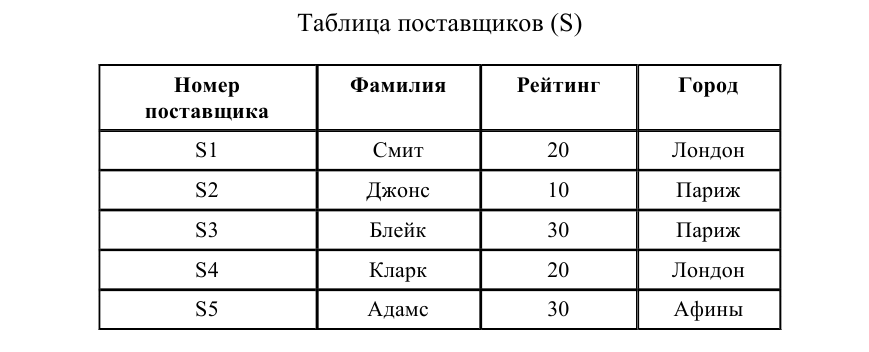 Таблица поставщиков (S)
Номер поставщика Фамилия Рейтинг Город
S1 Смит 20 Лондон
S2 Джонс 10 Париж
S3 Блейк 30 Париж
S4 Кларк 20 Лондон
S5 Адамс 30 Афины